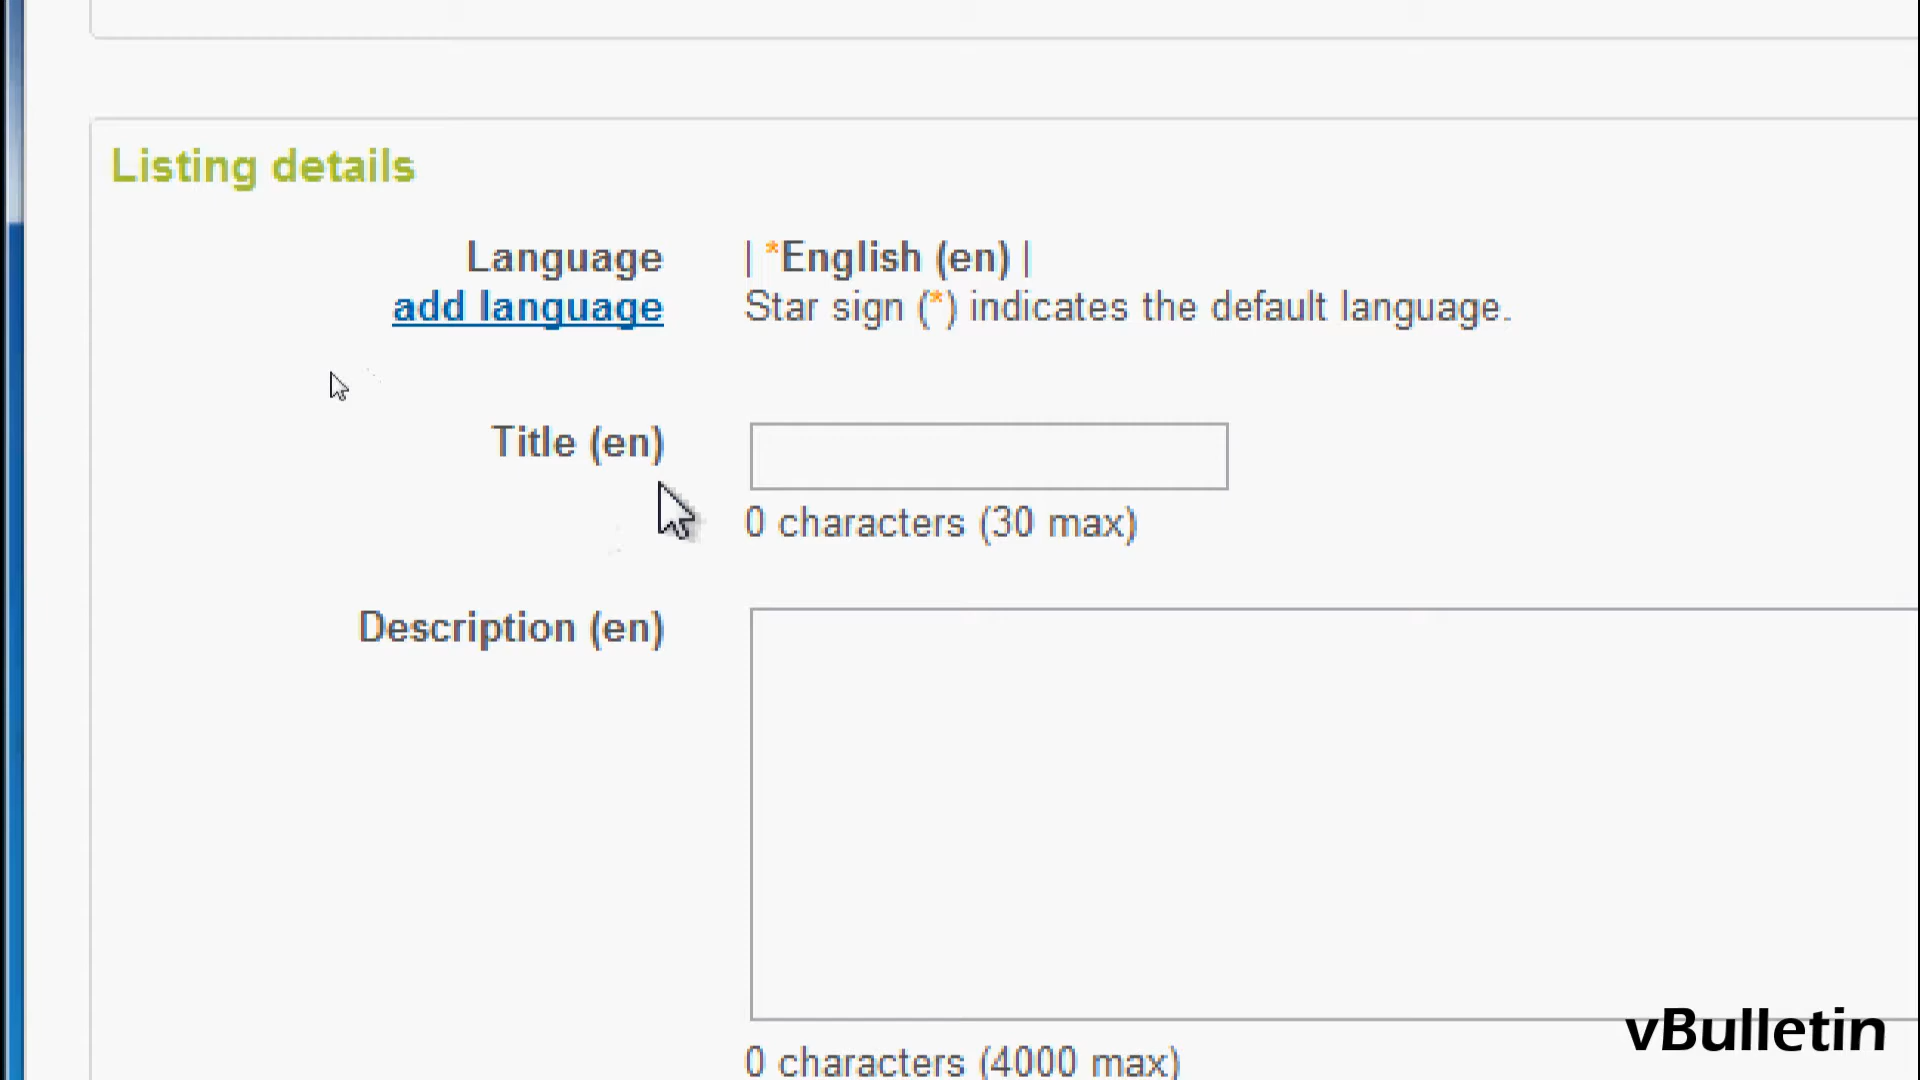 Listing details
Language | *English (en) |
add language Star sign (*) indicates the default language.
Title (en)
0 characters (30 max)
Description (en)
0 characters (4000 max)
vBulletin